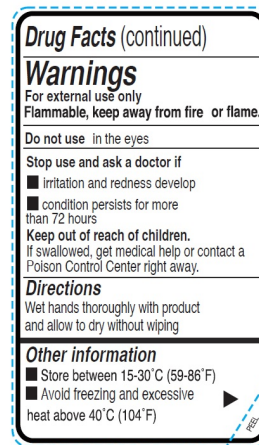 Drug Facts (continued)
Warnings
For external use only
Flammable, keep away from fire or flame.
Do not use in the eyes
Stop use and ask a doctor if
■ irritation and redness develop
■ condition persists for more
than 72 hours
Keep out of reach of children.
If swallowed, get medical help or contact a
Poison Control Center right away.
Directions
Wet hands thoroughly with product
and allow to dry without wiping
Other information
■ Store between 15-30˚C (59-86˚F)
■ Avoid freezing and excessive
heat above 40˚C (104˚F)
PEEL